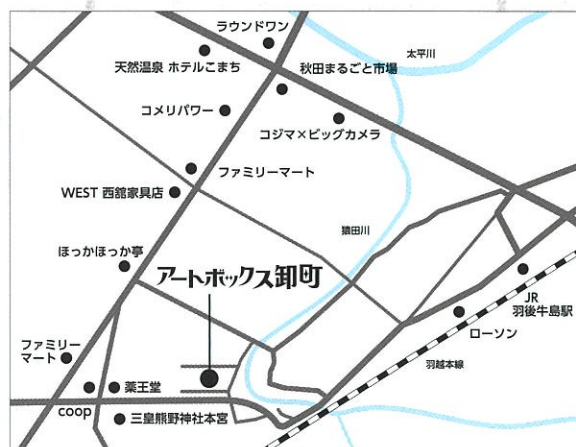 ラウンドワン
太平川
天然温泉 ホテルこまち
秋田まるごと市場
コメリパワー
コジマ×ビッグカメラ
ファミリーマート
WEST 西舘家具店
猿田川
ほっかほっか亭
アートボックス卸町
JR
羽後牛島駅
ローソン
ファミリー
マート
羽越本線
薬王堂
coop
三皇熊野神社本宮